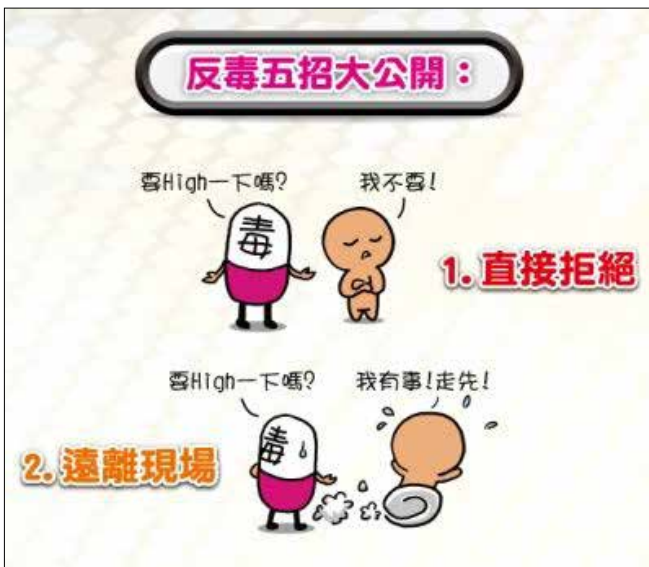 反毒五招大公開：
要High一下嗎?
我不要!
毒
1.直接拒絕
要High一下嗎?
我有事!走先!
毒
2.遠離現場